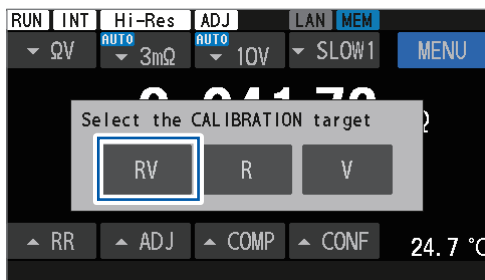 RUN INT Hi-Res ADJ LAN MEM
ΩV AUTO 3mΩ AUTO 10V SLOW1 MENU
Select the CALIBRATION target
RV R V
RR ADJ COMP CONF 24.7 °C